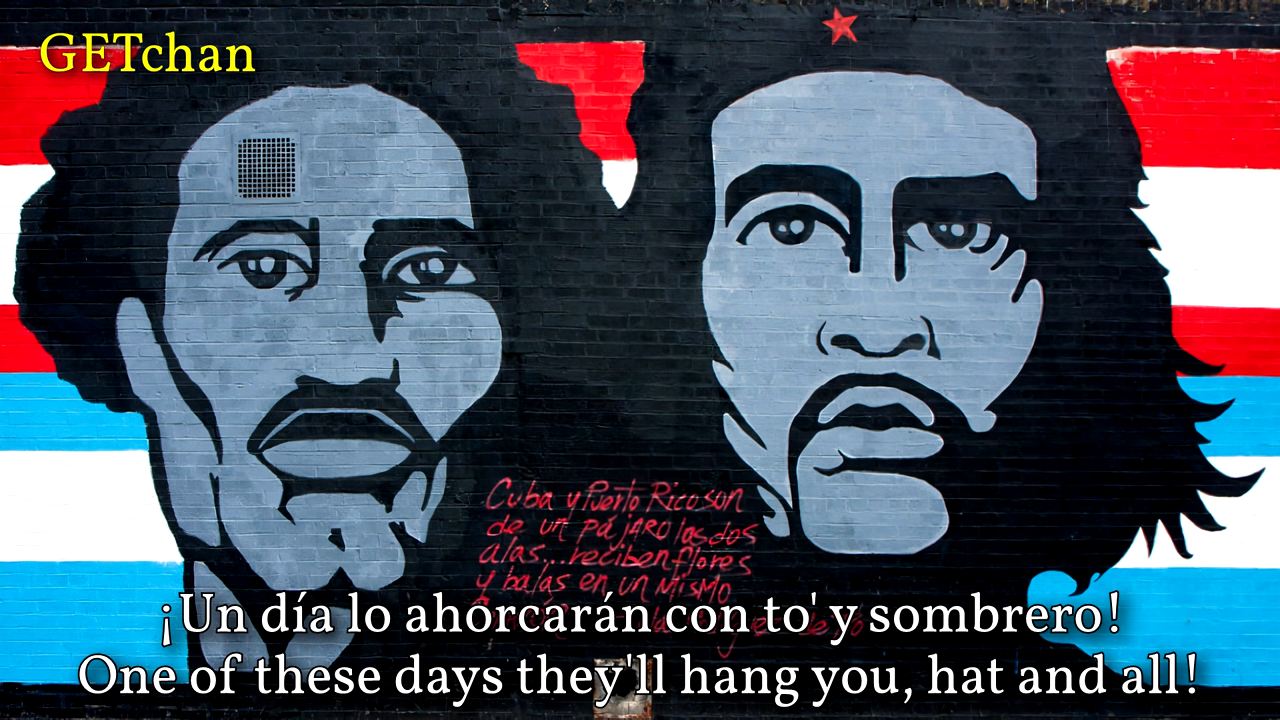 GETchan
Cuba y Puerto Rico son
de un pájaro las dos
alas...reciben flores
y balas en un mismo
¡Un día lo ahorcarán con to' y sombrero!
One of these days they'll hang you, hat and all!